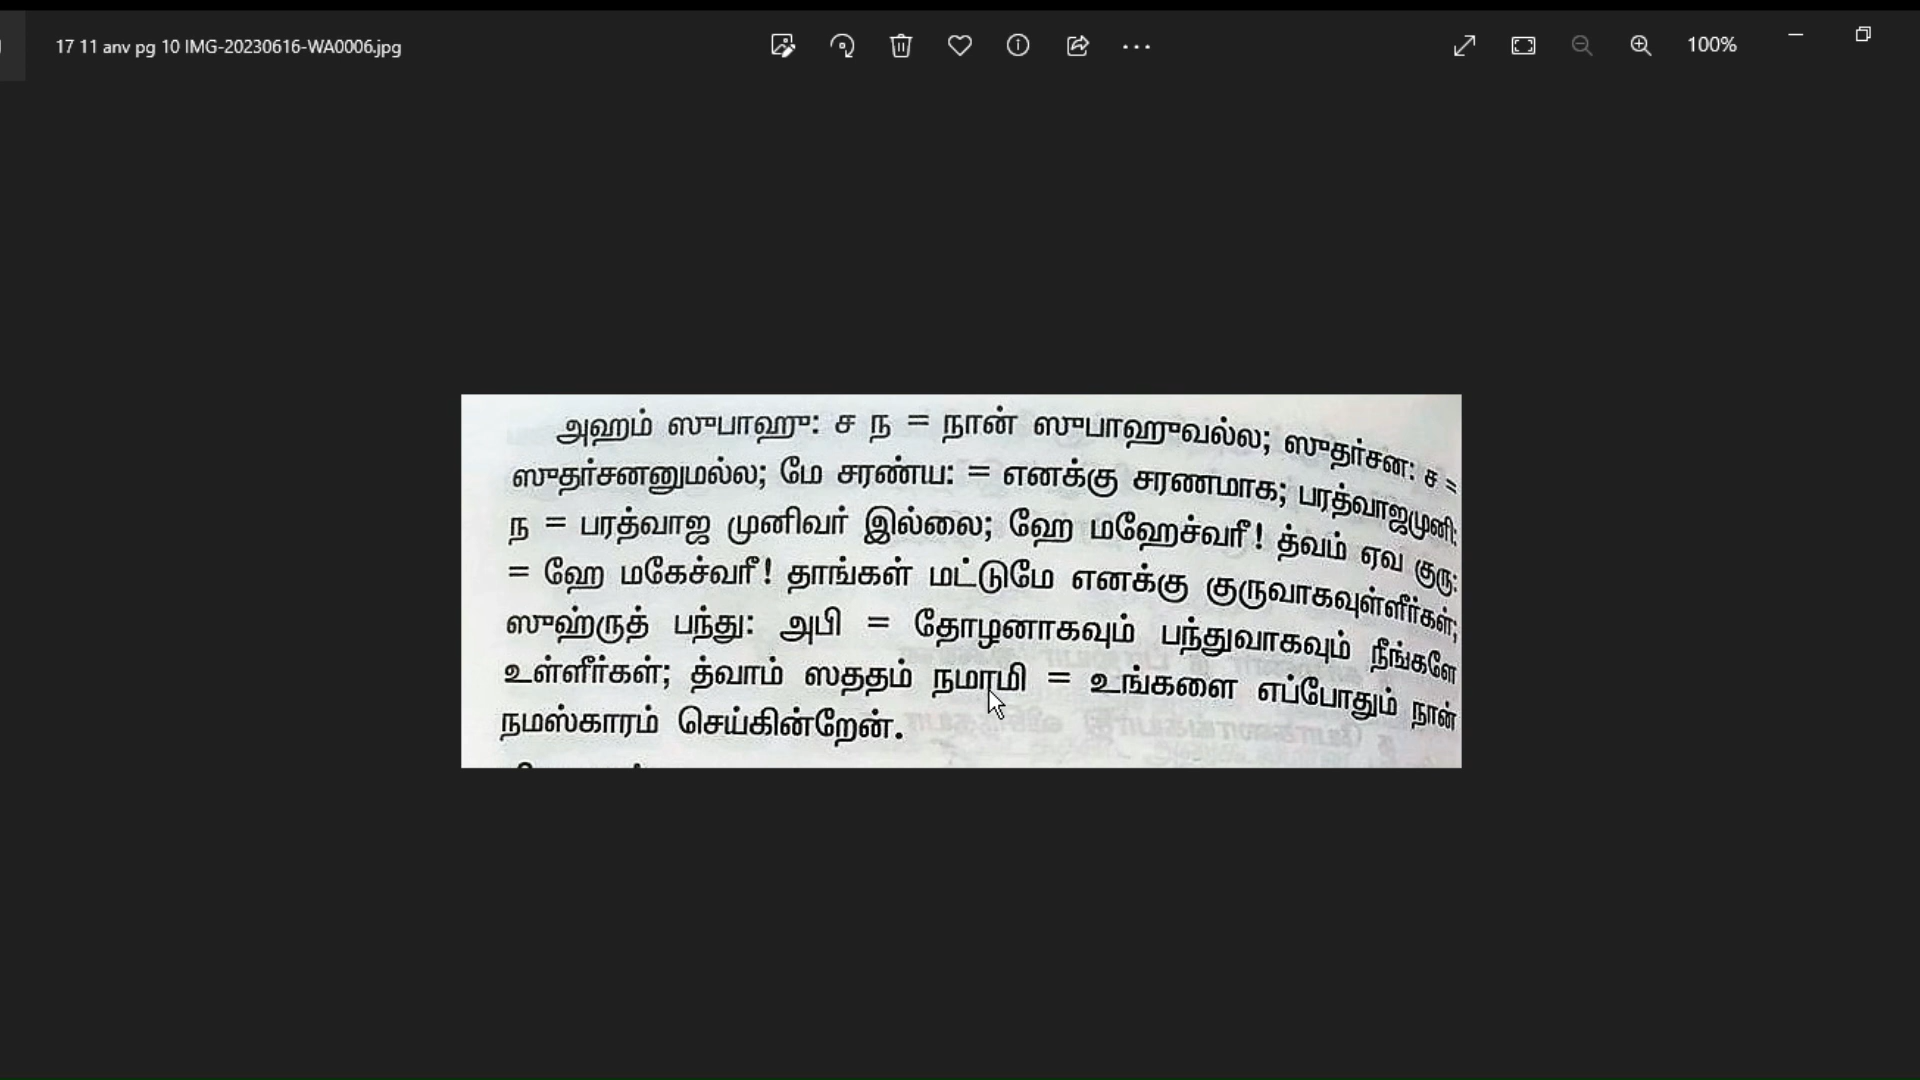 17 11 anv pg 10 IMG-20230616-WA0006.jpg
100%
அஹம் ஸுபாஹு: ச ந = நான் ஸுபாஹுவல்ல; ஸுதர்சன: ச =
ஸுதர்சனனுமல்ல; மே சரண்ய: = எனக்கு சரணமாக; பரத்வாஜமுனி:
ந = பரத்வாஜ முனிவர் இல்லை; ஹே மஹேச்வரீ! த்வம் ஏவ குரு:
= ஹே மகேச்வரீ! தாங்கள் மட்டுமே எனக்கு குருவாகவுள்ளீர்கள்;
ஸுஹ்ருத் பந்து: அபி = தோழனாகவும் பந்துவாகவும் நீங்களே
உள்ளீர்கள்; த்வாம் ஸததம் நமாமி = உங்களை எப்போதும் நான்
நமஸ்காரம் செய்கின்றேன்.